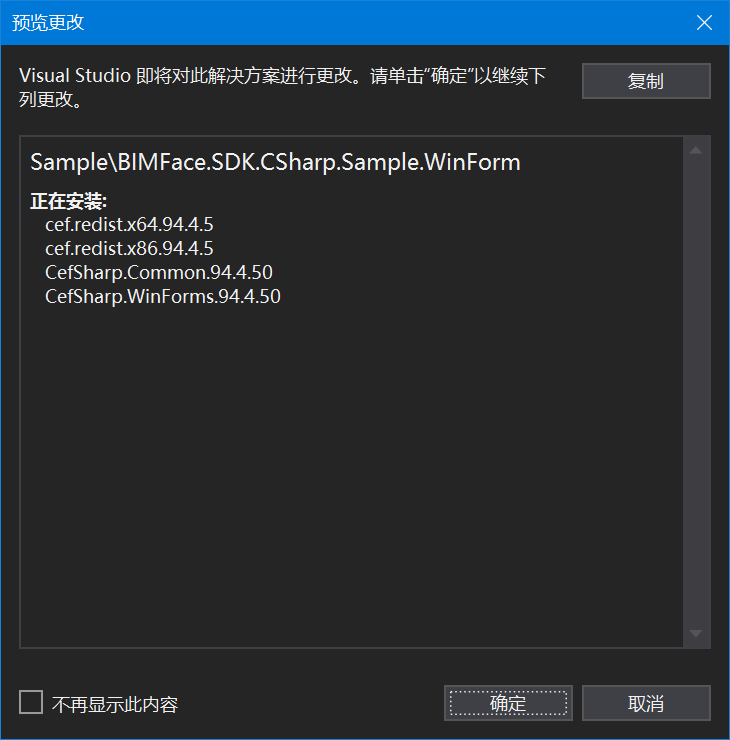 预览更改
Visual Studio 即将对此解决方案进行更改。请单击“确定”以继续下
列更改。
复制
Sample\BIMFace.SDK.CSharp.Sample.WinForm
正在安装:
cef.redist.x64.94.4.5
cef.redist.x86.94.4.5
CefSharp.Common.94.4.50
CefSharp.WinForms.94.4.50
不再显示此内容
确定
取消